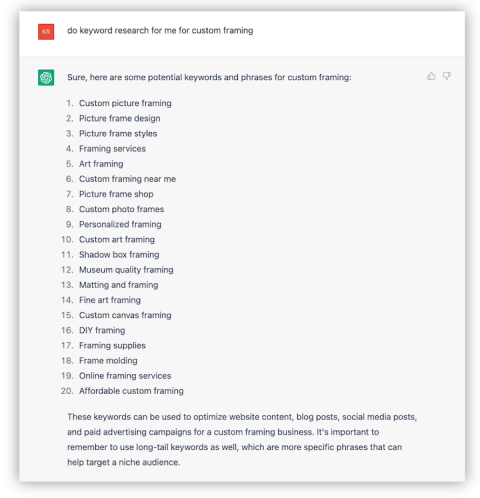 do keyword research for me for custom framing
Sure, here are some potential keywords and phrases for custom framing:
1. Custom picture framing
2. Picture frame design
3. Picture frame styles
4. Framing services
5. Art framing
6. Custom framing near me
7. Picture frame shop
8. Custom photo frames
9. Personalized framing
10. Custom art framing
11. Shadow box framing
12. Museum quality framing
13. Matting and framing
14. Fine art framing
15. Custom canvas framing
16. DIY framing
17. Framing supplies
18. Frame molding
19. Online framing services
20. Affordable custom framing
These keywords can be used to optimize website content, blog posts, social media posts,
and paid advertising campaigns for a custom framing business. It's important to
remember to use long-tail keywords as well, which are more specific phrases that can
help target a niche audience.